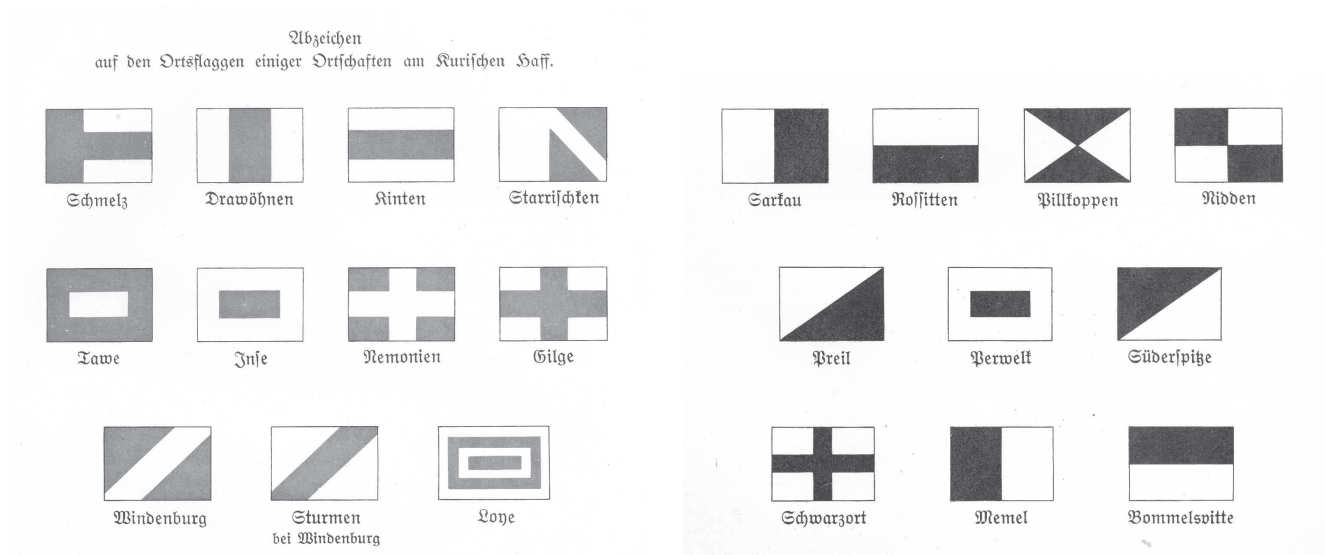 Abzeichen
auf den Ortsflaggen einiger Ortschaften am Kurischen Haff.
Schmelz Drawöhnen Kinten Starrischken
Tawe Inse Nemonien Gilge
Windenburg Sturmen Loye
bei Windenburg
Sarkau Rossitten Pillkoppen Nidden
Preil Perwelk Süderspitze
Schwarzort Memel Bommelsvitte